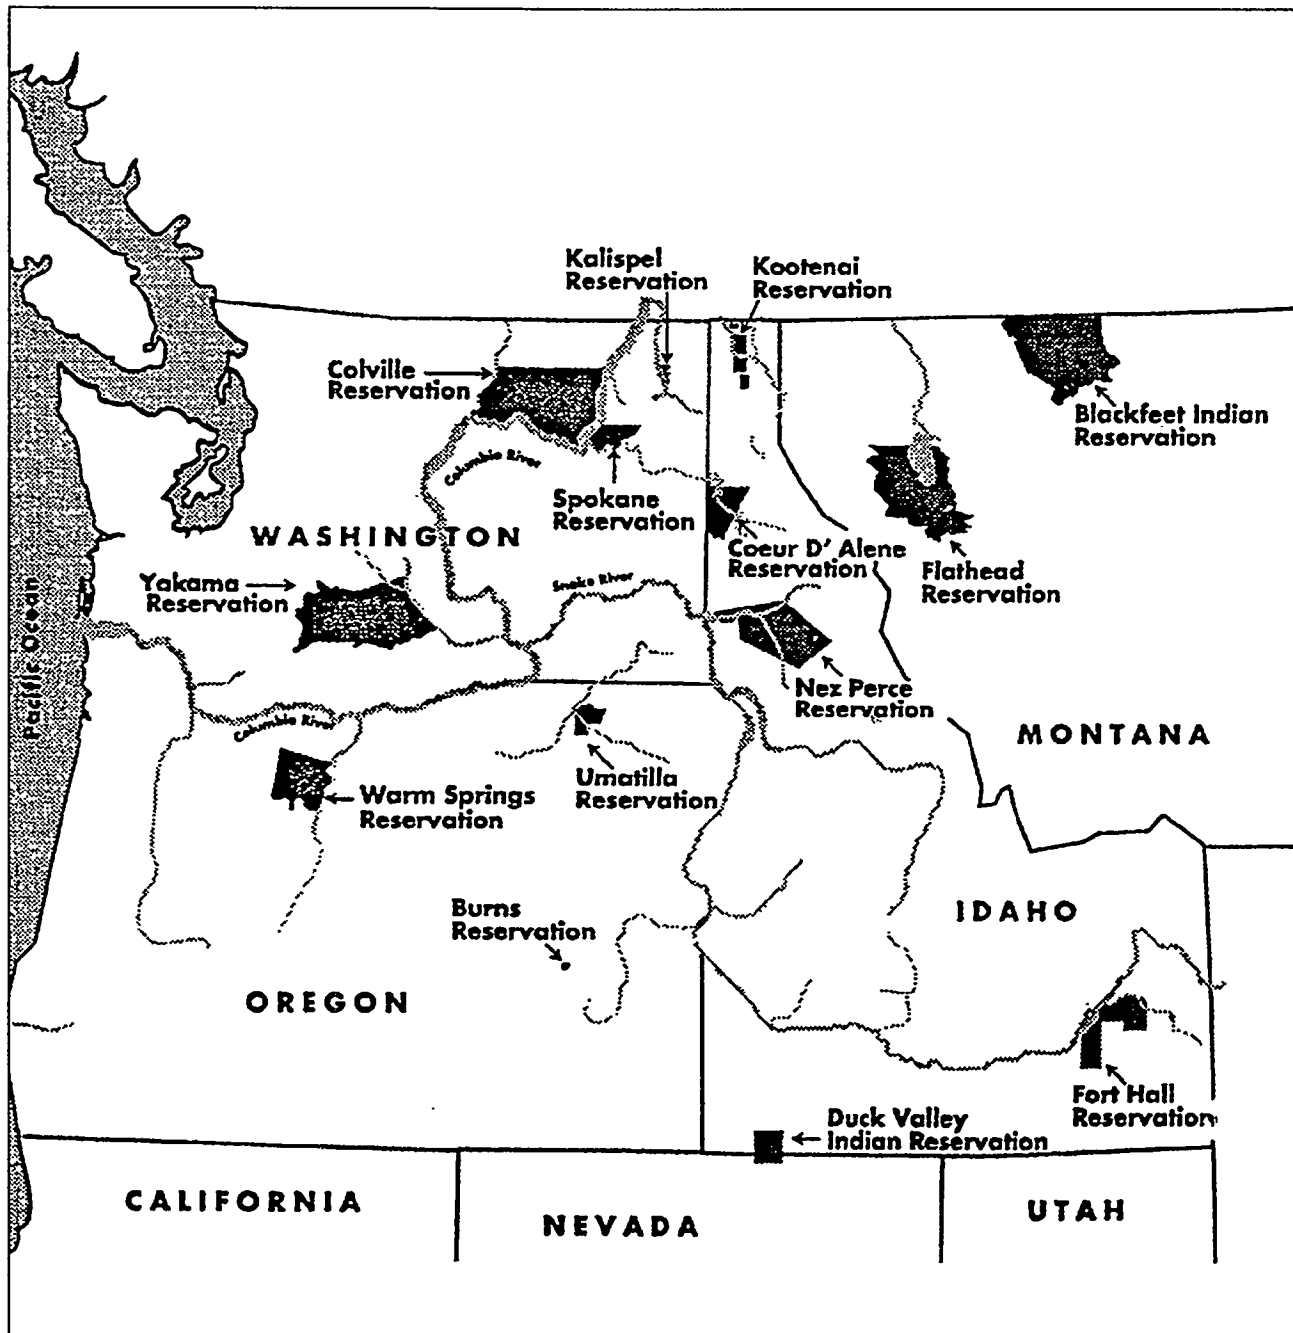 Kalispel
Reservation
Kootenai
Reservation
Colville
Reservation
Blackfeet Indian
Reservation
Columbia River
Spokane
Reservation
WASHINGTON
Coeur D' Alene
Reservation
Flathead
Reservation
Yakama
Reservation
Snake River
Pacific Ocean
Nez Perce
Reservation
Columbia River
MONTANA
Umatilla
Reservation
Warm Springs
Reservation
Burns
Reservation
IDAHO
OREGON
Fort Hall
Reservation
Duck Valley
Indian Reservation
CALIFORNIA
NEVADA
UTAH